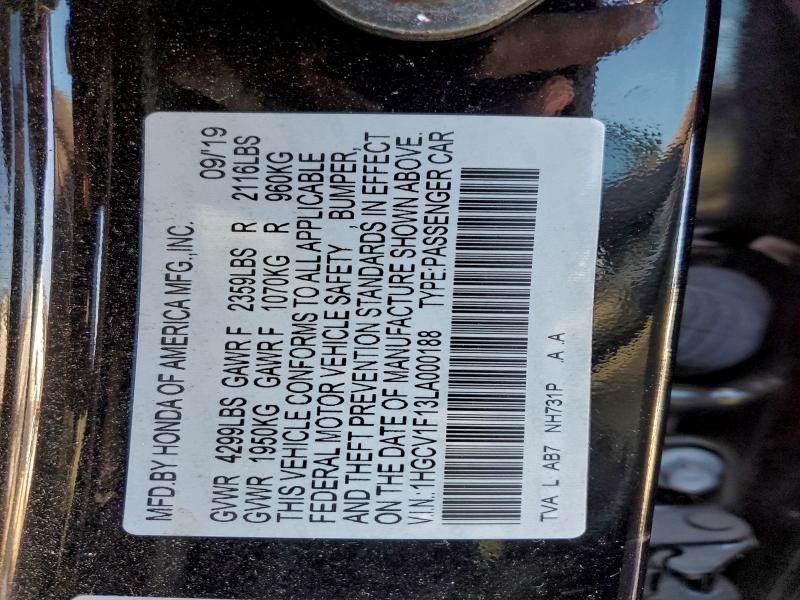 MFD.BY HONDA OF AMERICA MFG.,INC.
09/'19
GVWR 4299LBS GAWR F 2359LBS R 2116LBS
GVWR 1950KG GAWR F 1070KG R 960KG
THIS VEHICLE CONFORMS TO ALL APPLICABLE
FEDERAL MOTOR VEHICLE SAFETY , BUMPER,
AND THEFT PREVENTION STANDARDS IN EFFECT
ON THE DATE OF MANUFACTURE SHOWN ABOVE.
V.I.N.:1HGCV1F13LA000188 TYPE:PASSENGER CAR
TVA L AB7 NH731P .A .A